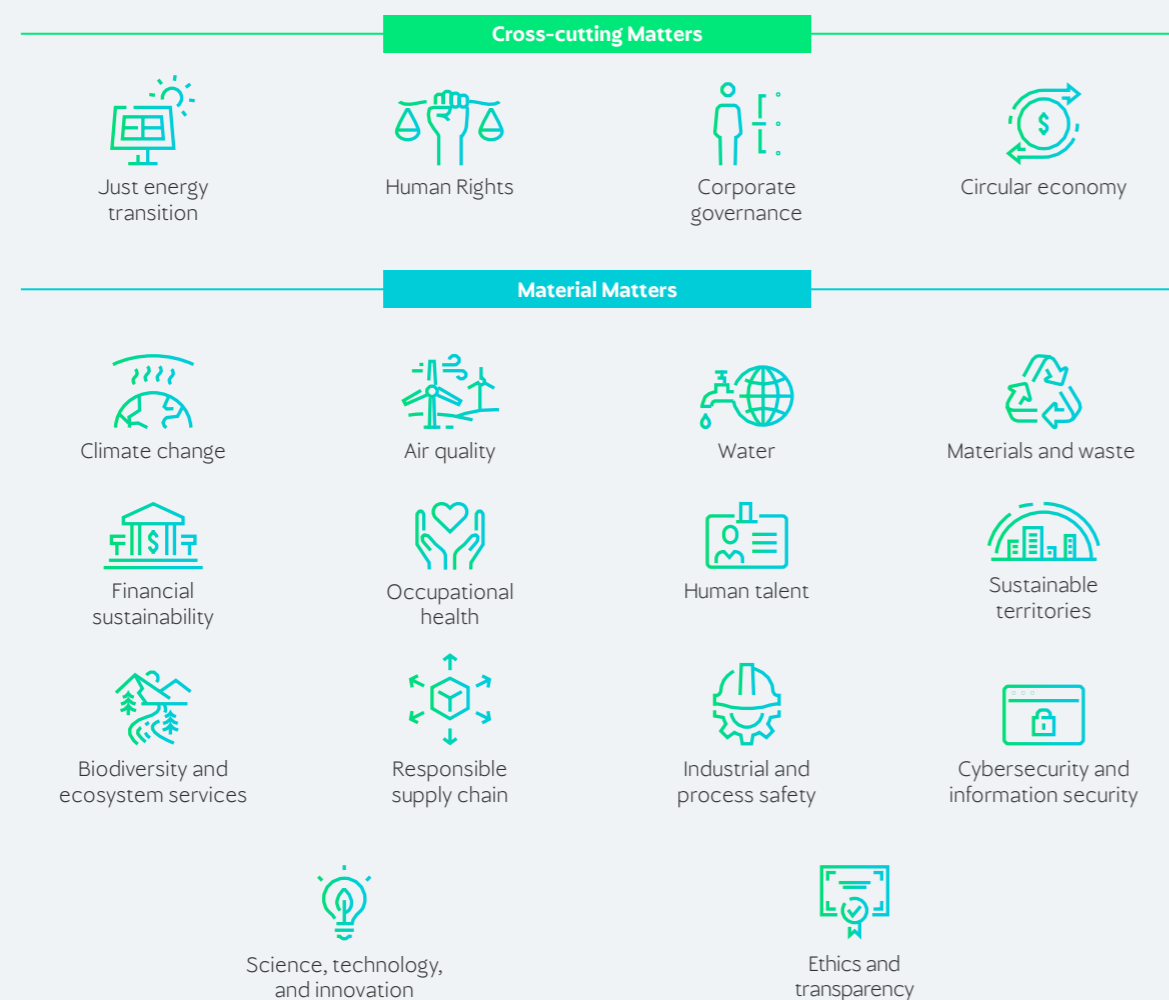 Cross-cutting Matters
Just energy
transition
Human Rights
Corporate
governance
Circular economy
Material Matters
Climate change
Air quality
Water
Materials and waste
Financial
sustainability
Occupational
health
Human talent
Sustainable
territories
Biodiversity and
ecosystem services
Responsible
supply chain
Industrial and
process safety
Cybersecurity and
information security
Science, technology,
and innovation
Ethics and
transparency